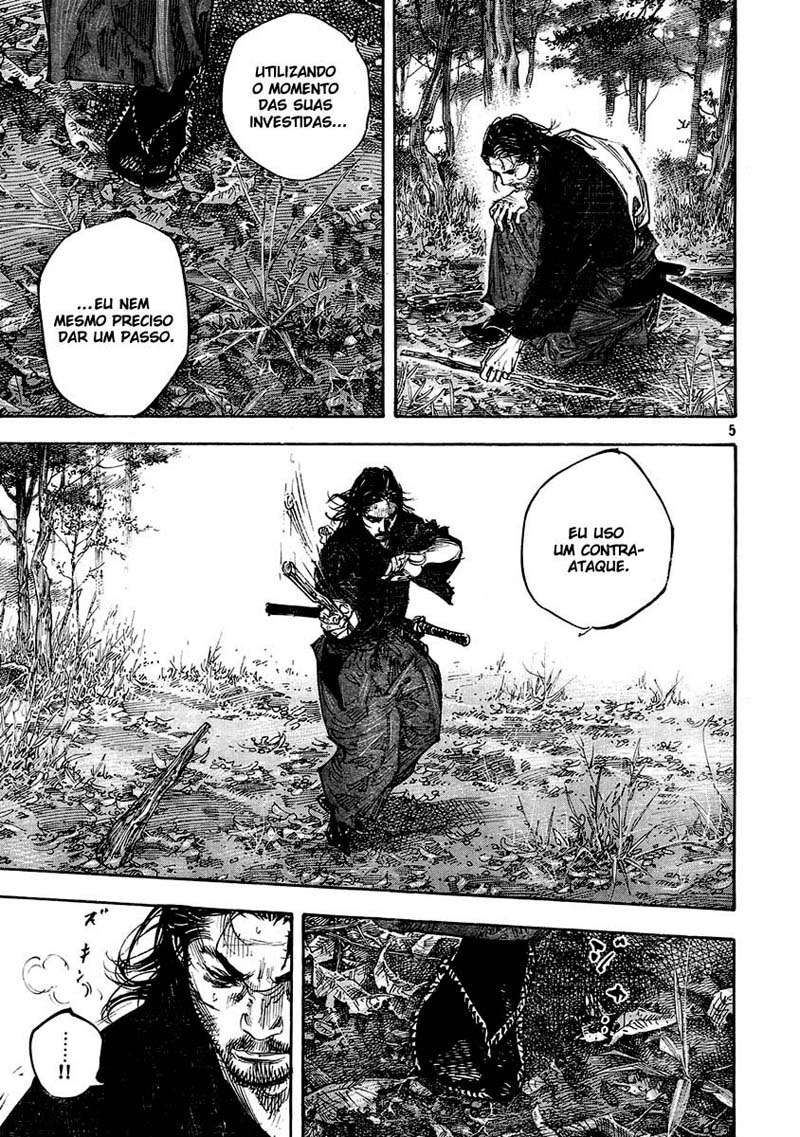 UTILIZANDO
O MOMENTO
DAS SUAS
INVESTIDAS...
...EU NEM
MESMO PRECISO
DAR UM PASSO.
5
EU USO
UM CONTRA-
ATAQUE.
ズキン
......!!